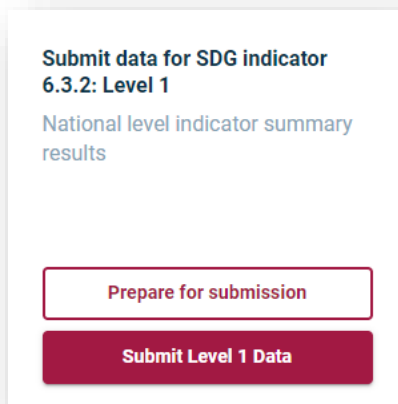 Submit data for SDG indicator
6.3.2: Level 1
National level indicator summary
results
Prepare for submission
Submit Level 1 Data